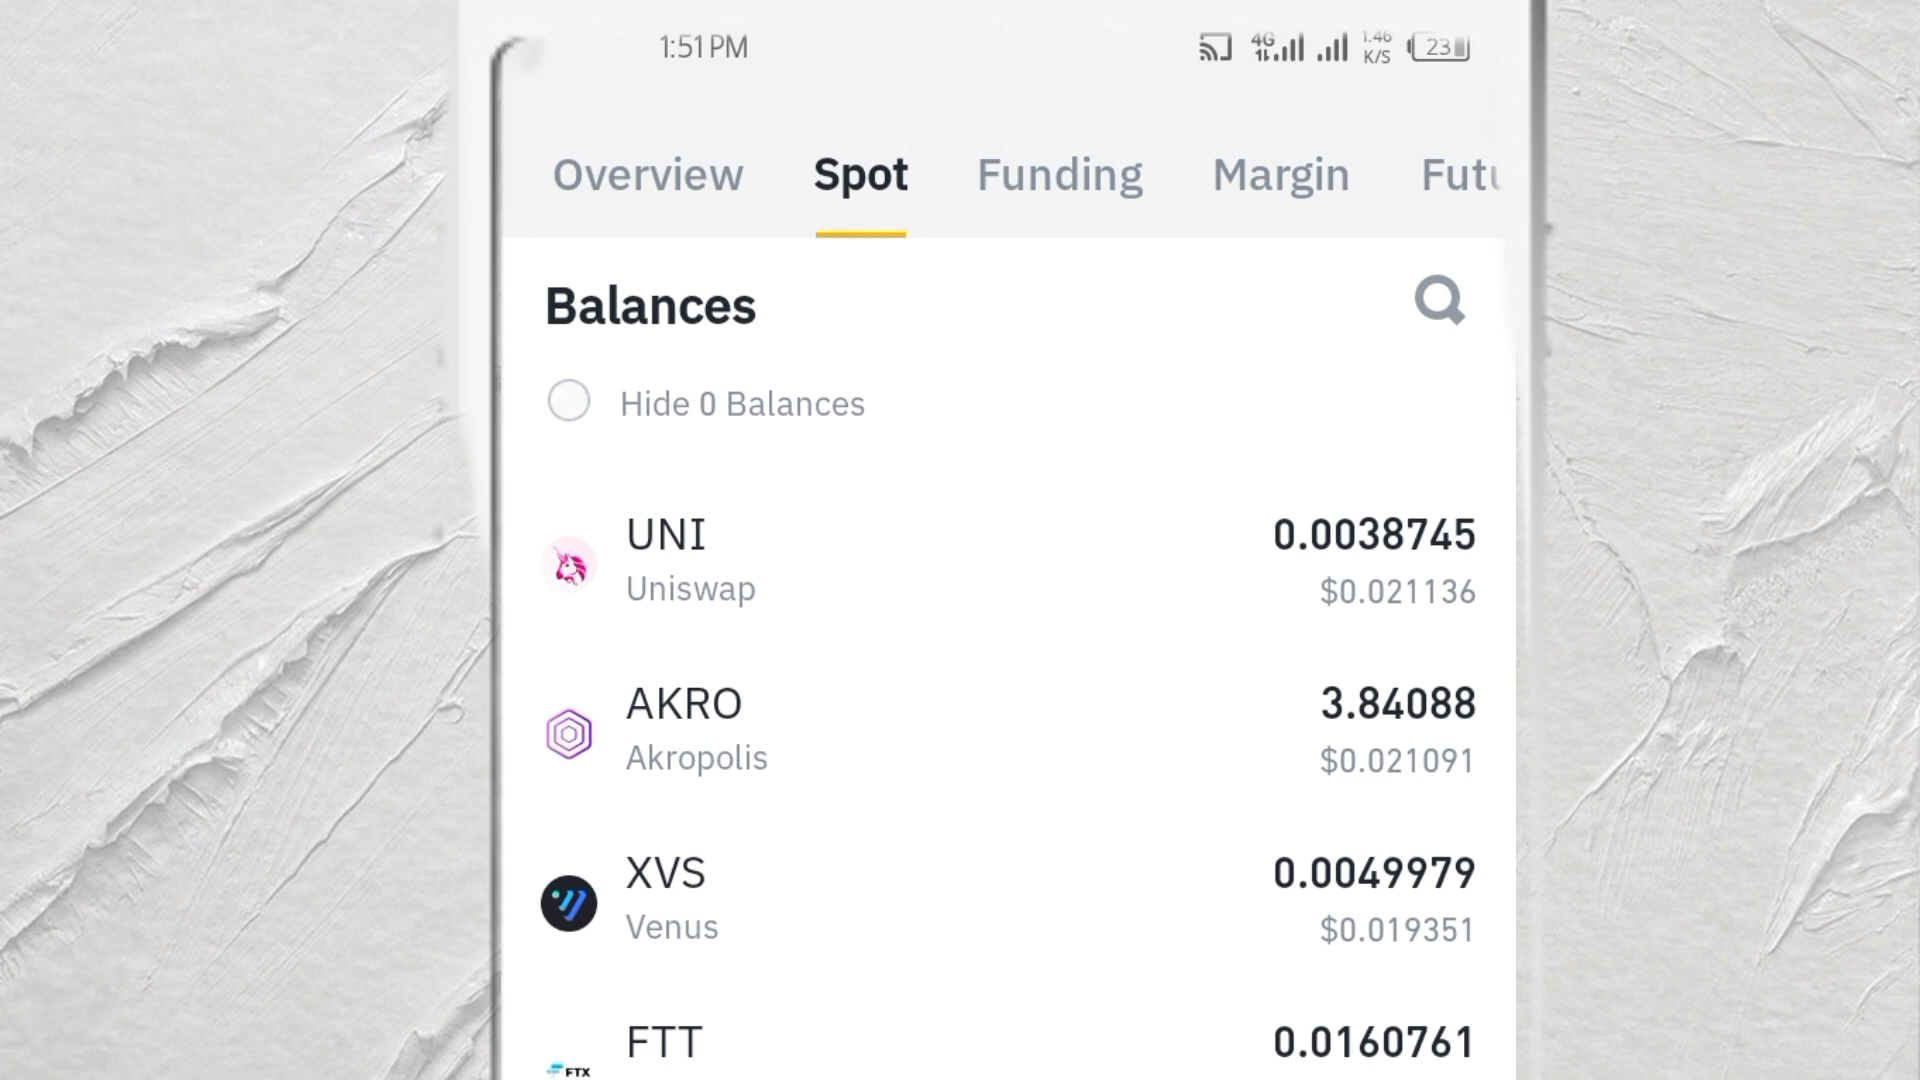 1:51 PM 4G 1.46 K/S 23
Overview Spot Funding Margin Futu
Balances
Hide 0 Balances
UNI 0.0038745
Uniswap $0.021136
AKRO 3.84088
Akropolis $0.021091
XVS 0.0049979
Venus $0.019351
FTT 0.0160761
FTX